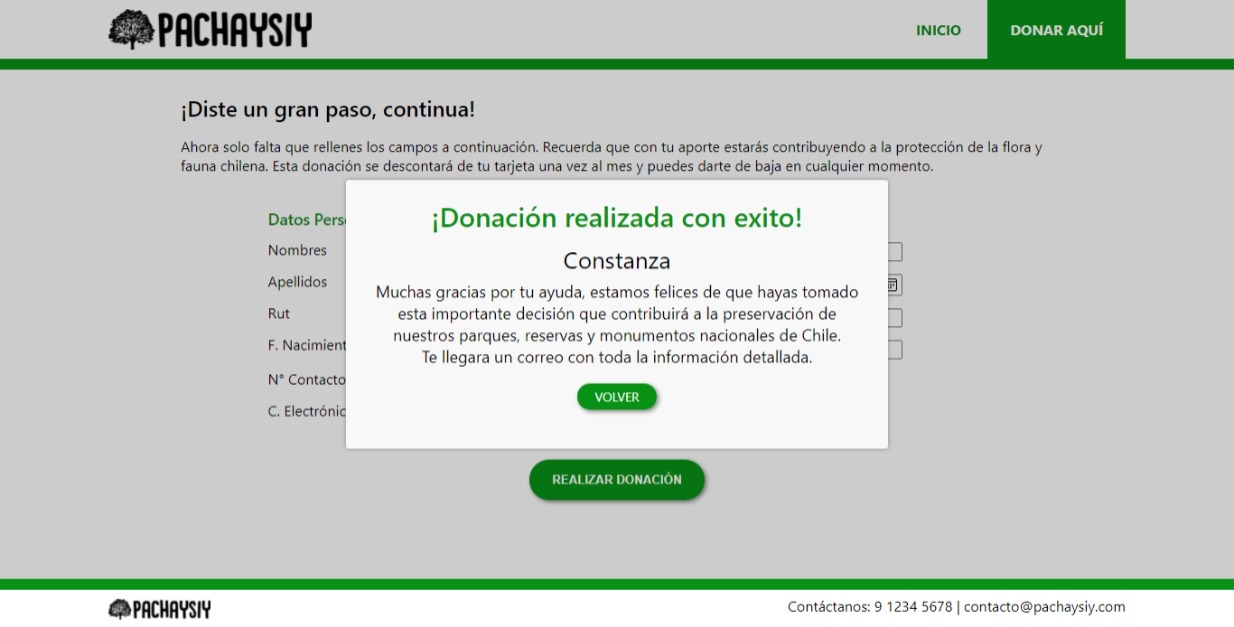 PACHAYSIY
INICIO
DONAR AQUÍ
¡Diste un gran paso, continua!
Ahora solo falta que rellenes los campos a continuación. Recuerda que con tu aporte estarás contribuyendo a la protección de la flora y
fauna chilena. Esta donación se descontará de tu tarjeta una vez al mes y puedes darte de baja en cualquier momento.
Datos Pers
Nombres
Apellidos
Rut
F. Nacimient
N° Contacto
C. Electrónic
¡Donación realizada con exito!
Constanza
Muchas gracias por tu ayuda, estamos felices de que hayas tomado
esta importante decisión que contribuirá a la preservación de
nuestros parques, reservas y monumentos nacionales de Chile.
Te llegara un correo con toda la información detallada.
VOLVER
REALIZAR DONACIÓN
PACHAYSIY
Contáctanos: 9 1234 5678 | contacto@pachaysiy.com